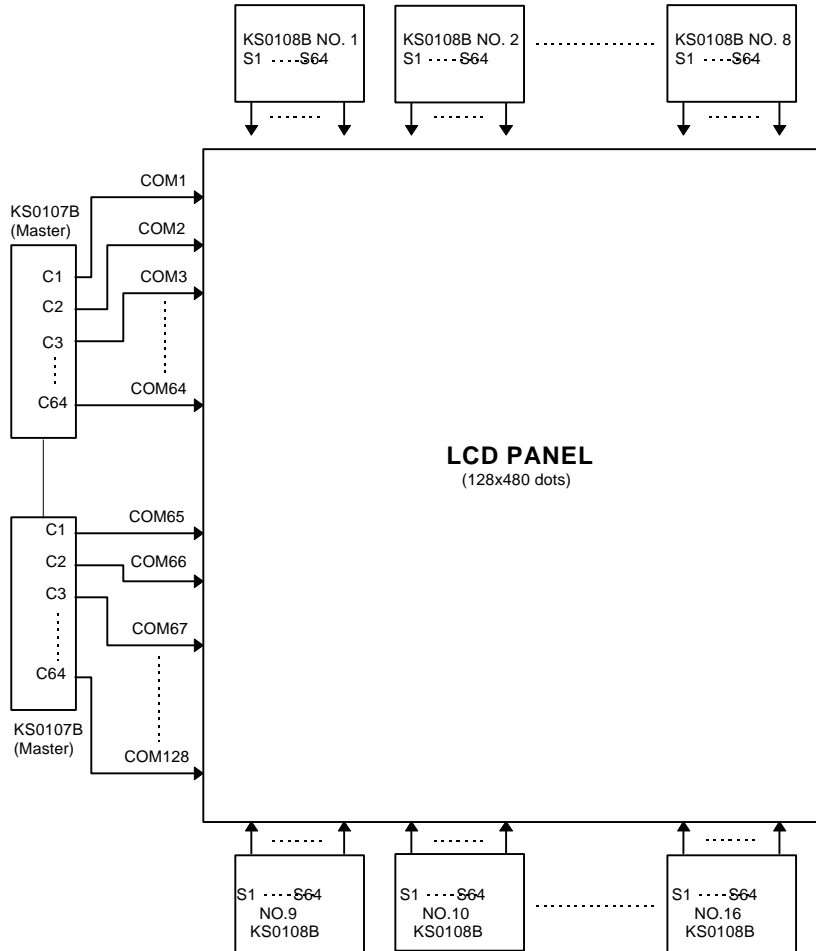 KS0108B NO. 1
S1 ------- S64
KS0108B NO. 2
S1 ------- S64
KS0108B NO. 8
S1 ------- S64
COM1
COM2
COM3
COM64
KS0107B
(Master)
C1
C2
C3
C64
LCD PANEL
(128x480 dots)
COM65
COM66
COM67
COM128
C1
C2
C3
C64
KS0107B
(Master)
S1 ------- S64
NO.9
KS0108B
S1 ------- S64
NO.10
KS0108B
S1 ------- S64
NO.16
KS0108B